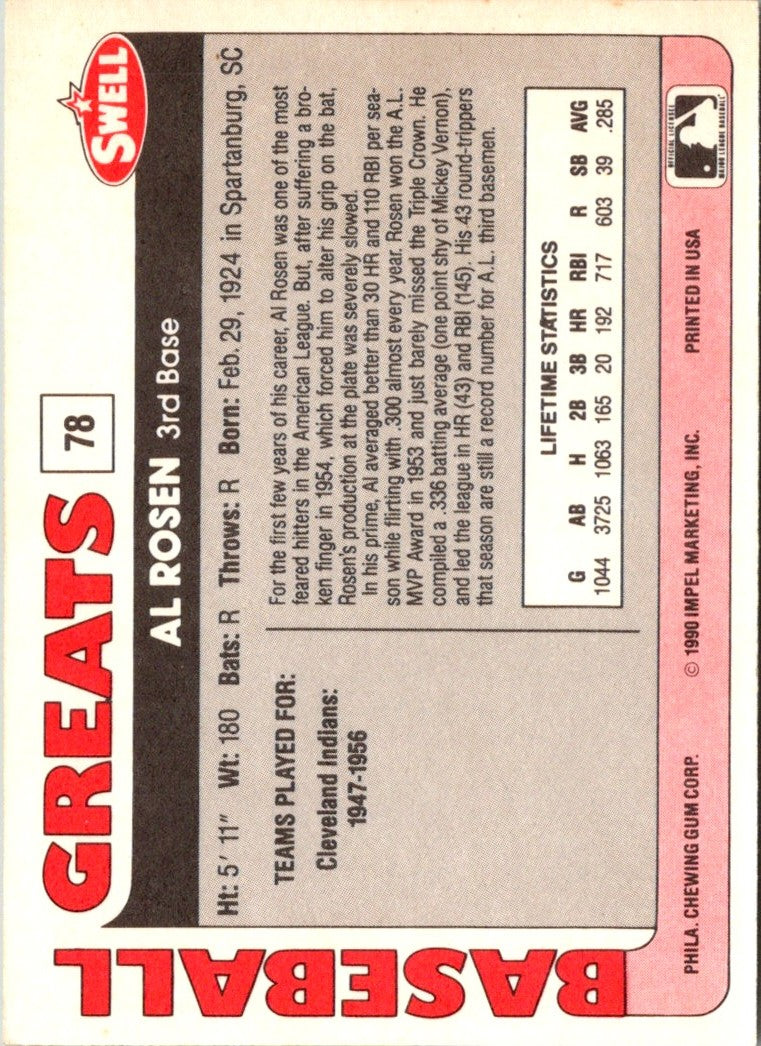 BASEBALL
GREATS
78
SWELL
AL ROSEN 3rd Base
Ht: 5' 11" Wt: 180 Bats: R Throws: R Born: Feb. 29, 1924 in Spartanburg, SC
TEAMS PLAYED FOR:
Cleveland Indians:
1947-1956
For the first few years of his career, Al Rosen was one of the most
feared hitters in the American League. But, after suffering a bro-
ken finger in 1954, which forced him to alter his grip on the bat,
Rosen's production at the plate was severely slowed.
In his prime, Al averaged better than 30 HR and 110 RBI per sea-
son while flirting with .300 almost every year. Rosen won the A.L.
MVP Award in 1953 and just barely missed the Triple Crown. He
compiled a .336 batting average (one point shy of Mickey Vernon),
and led the league in HR (43) and RBI (145). His 43 round-trippers
that season are still a record number for A.L. third basemen.
LIFETIME STATISTICS
G AB H 2B 3B HR RBI R SB AVG
1044 3725 1063 165 20 192 717 603 39 .285
PHILA. CHEWING GUM CORP. © 1990 IMPEL MARKETING, INC. PRINTED IN USA
OFFICIAL LICENSEE
MAJOR LEAGUE BASEBALL